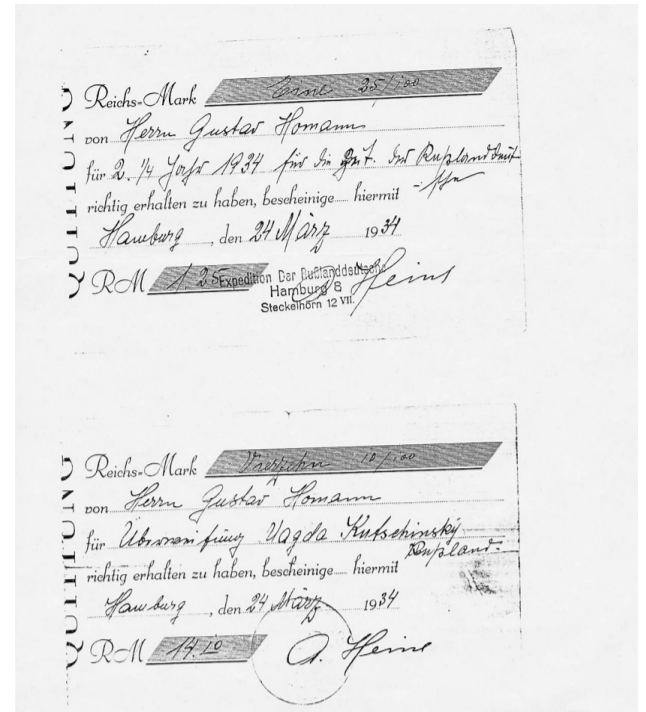 QUITTUNG
Reichs-Mark Eine 25/100
von Herrn Gustav Homann
für 2. 1/4 Jahr 1934 für die Zeit. Der Rußlanddeut
-sche
richtig erhalten zu haben, bescheinige hiermit
Hamburg, den 24 März 1934
RM 1.25
Expedition Der Rußlanddeutsche
Hamburg 8
Steckelhörn 12 VII.
A. Heins
QUITTUNG
Reichs-Mark Vierzehn 10/100
von Herrn Gustav Homann
für Überweisung Kutschinsky
Rußland.
richtig erhalten zu haben, bescheinige hiermit
Hamburg, den 24 März 1934
RM 14.10
A. Heins